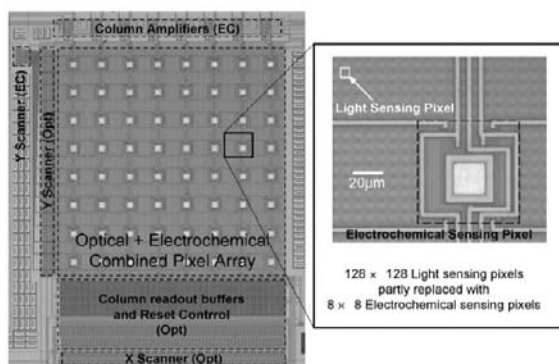 Column Amplifiers (EC)
Y Scanner (EC)
Y Scanner (Opt)
Optical + Electrochemical
Combined Pixel Array
Column readout buffers
and Reset Contrrol
(Opt)
X Scanner (Opt)
Light Sensing Pixel
20μm
Electrochemical Sensing Pixel
128 × 128 Light sensing pixels
partly replaced with
8 × 8 Electrochemical sensing pixels